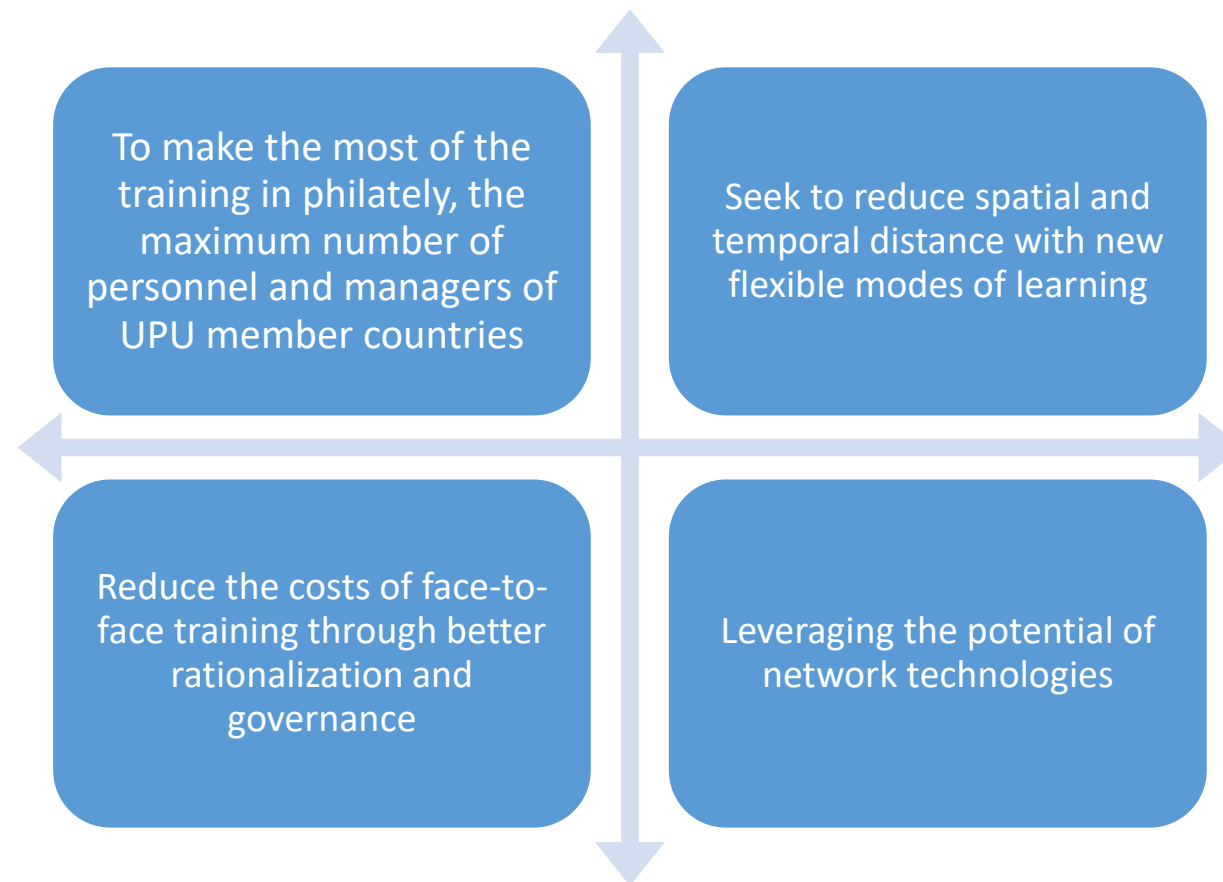 To make the most of the
training in philately, the
maximum number of
personnel and managers of
UPU member countries
Seek to reduce spatial and
temporal distance with new
flexible modes of learning
Reduce the costs of face-to-
face training through better
rationalization and
governance
Leveraging the potential of
network technologies